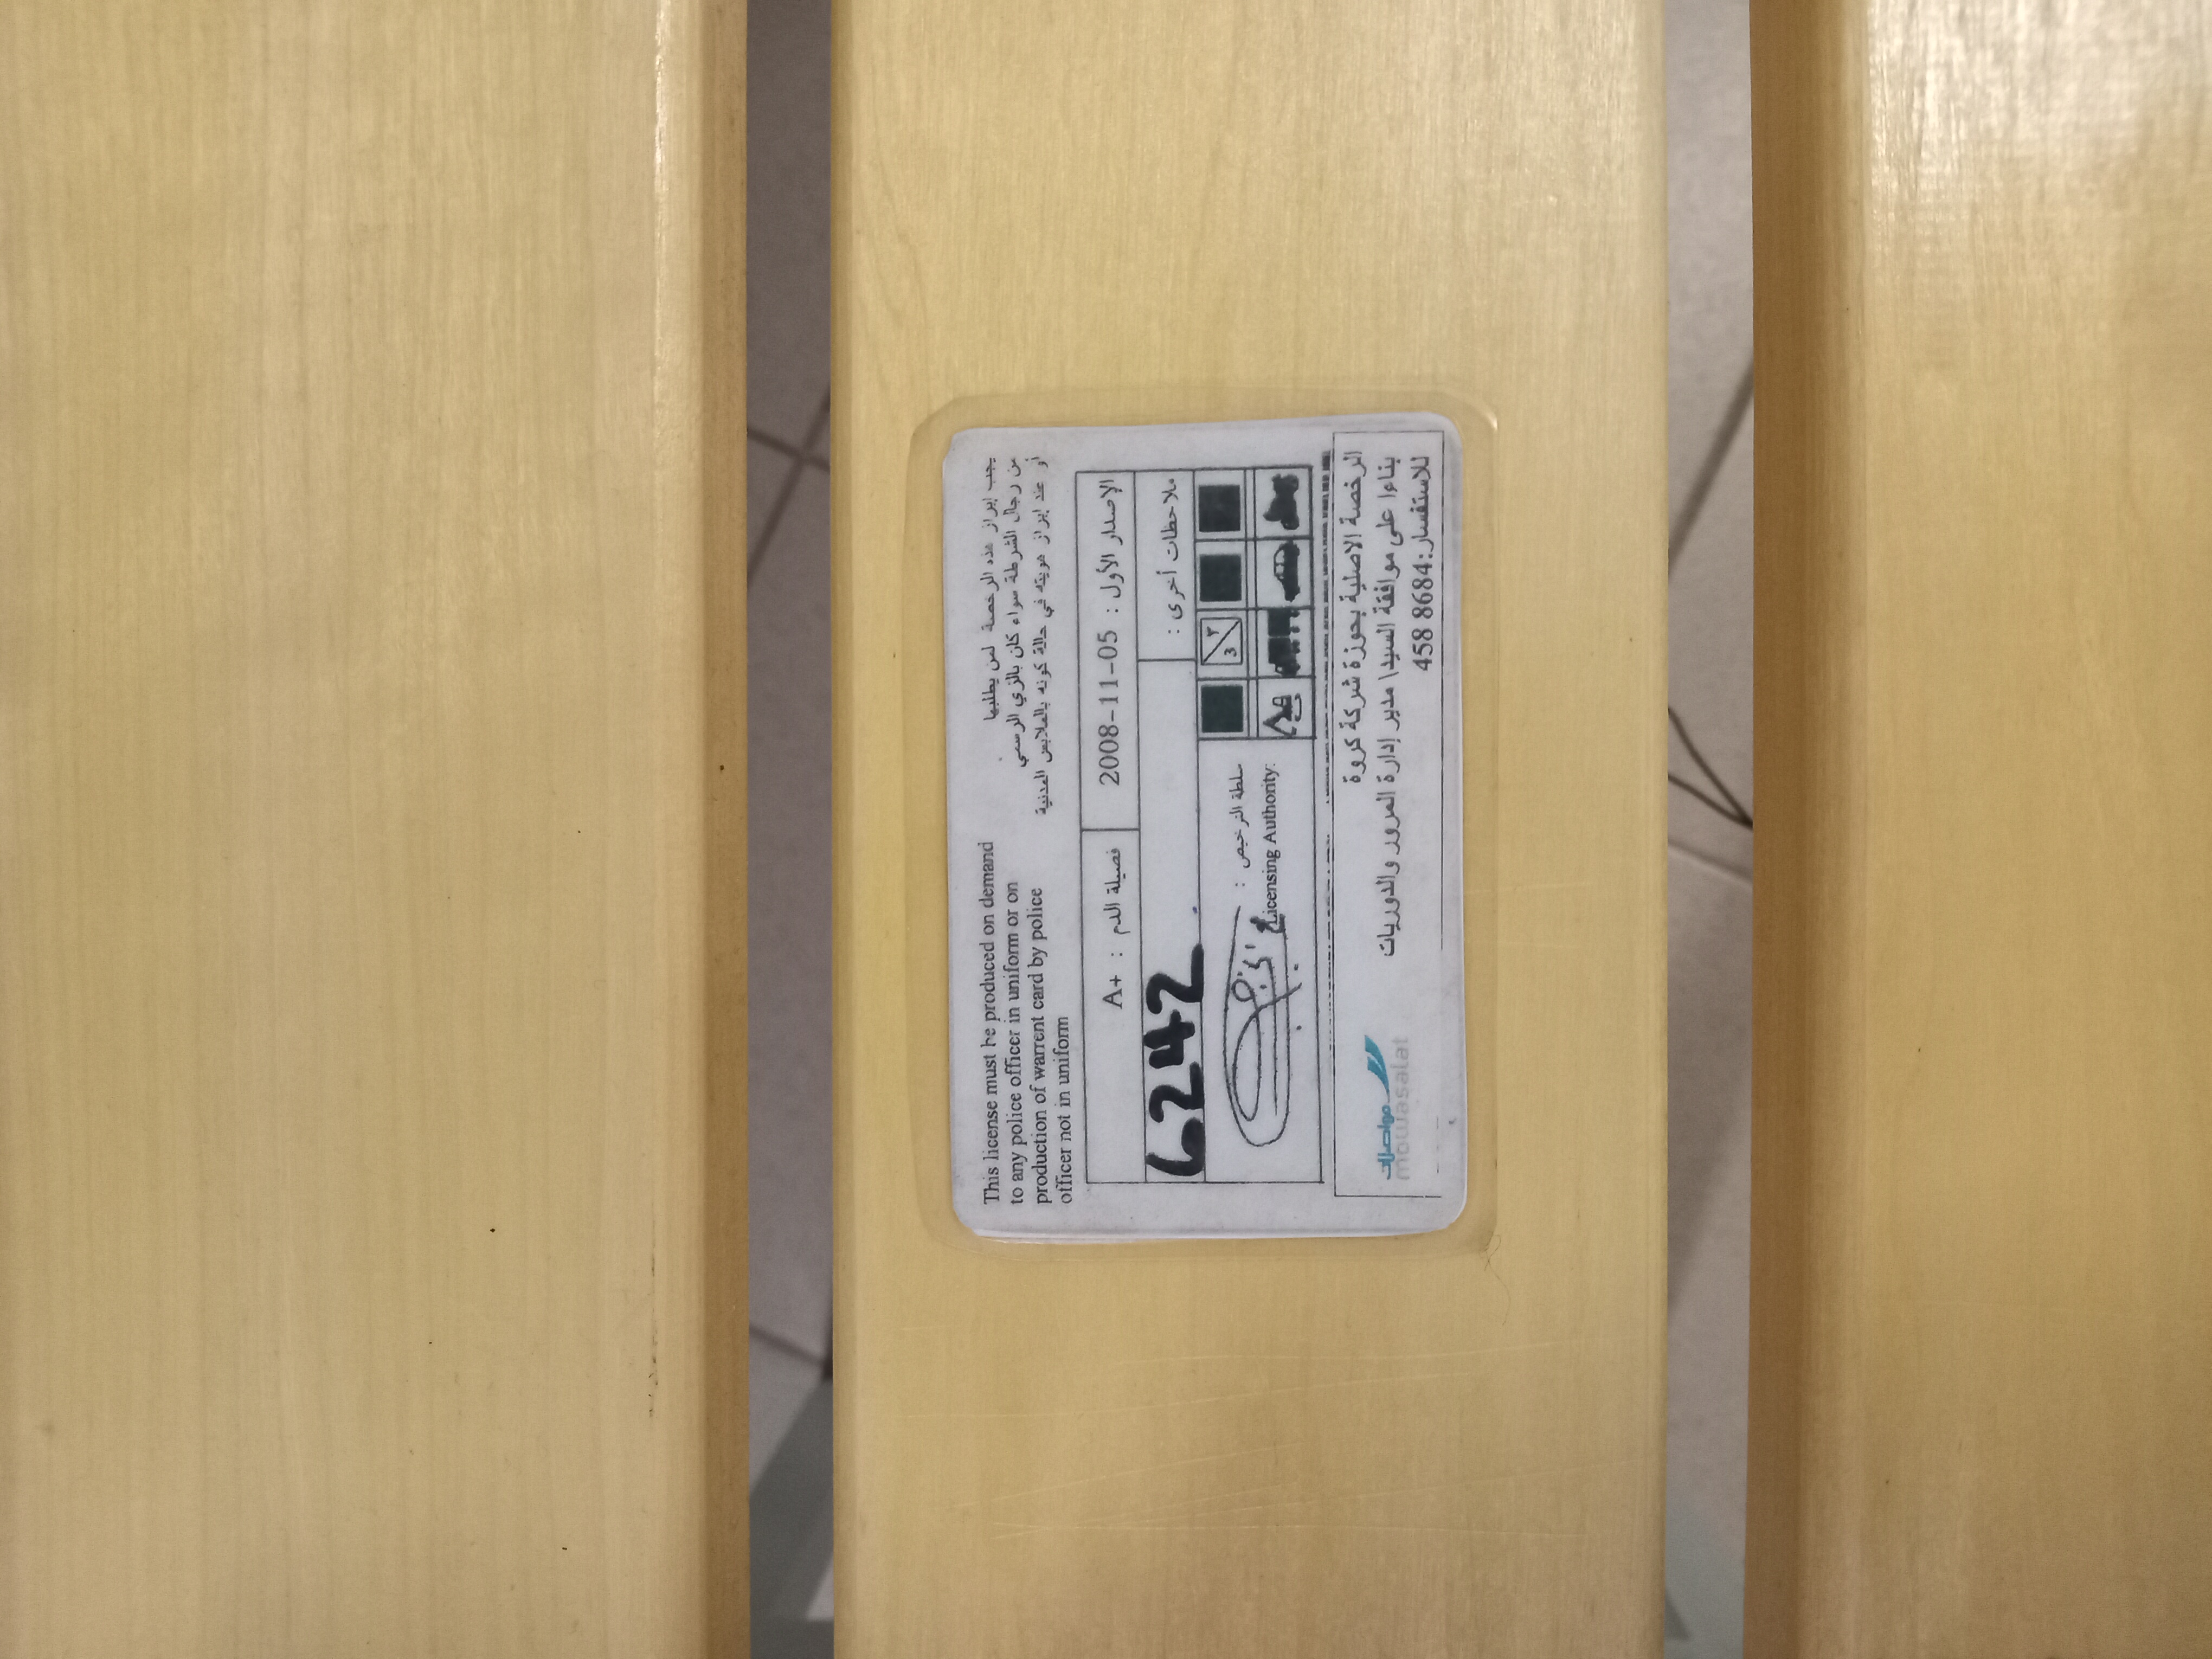 This license must be produced on demand
to any police officer in uniform or on
production of warrent card by police
officer not in uniform
يجب إبراز هذه الرخصة لمن يطلبها
من رجال الشرطة سواء كان بالزي الرسمي
أو عند إبراز هويته في حالة كونه بالملابس المدنية
فصيلة الدم : A+
الإصدار الأول : 2008-11-05
ملاحظات أخرى :
6242
3 ٣
سلطة الترخيص :
Licensing Authority:
الرخصة الاصلية بحوزة شركة كروة
بناءا على موافقة السيد\ مدير إدارة المرور والدوريات
للاستفسار: 458 8684
مواصلات
mowasalat